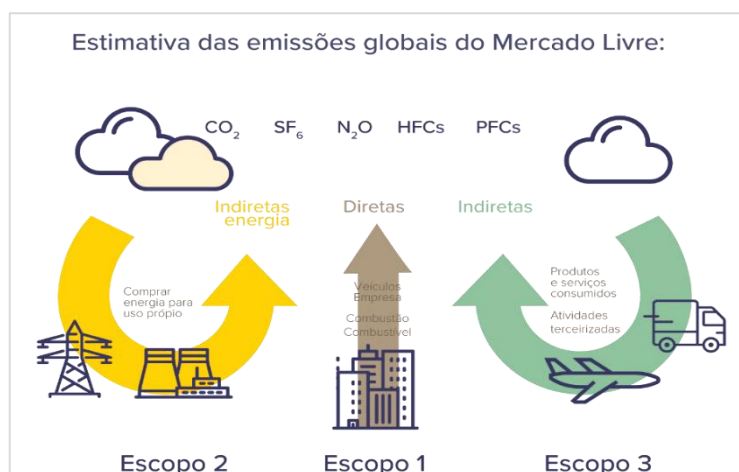 Estimativa das emissões globais do Mercado Livre:
CO₂ SF₆ N₂O HFCs PFCs
Indiretas
energia
Diretas
Indiretas
Comprar
energia para
uso própio
Veículos
Empresa
Combustão
Combustível
Produtos
e serviços
consumidos
Atividades
terceirizadas
Escopo 2
Escopo 1
Escopo 3